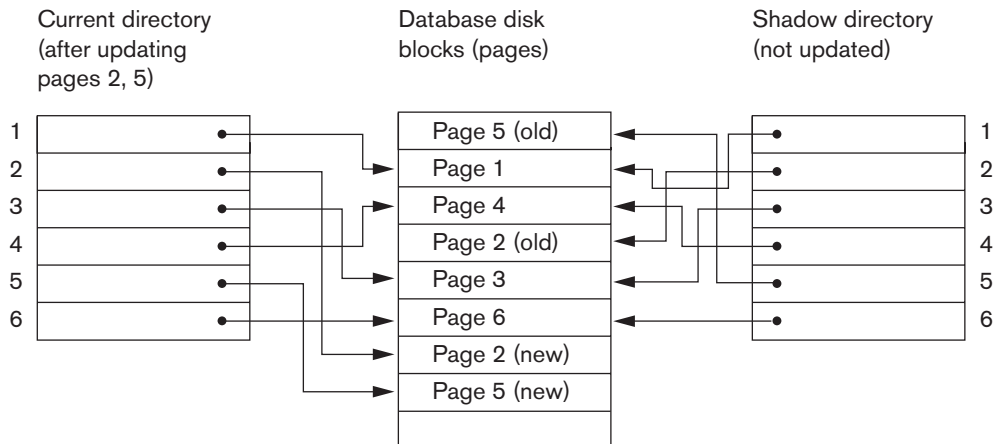 Current directory
(after updating
pages 2, 5)
Database disk
blocks (pages)
Shadow directory
(not updated)
1
2
3
4
5
6
Page 5 (old)
Page 1
Page 4
Page 2 (old)
Page 3
Page 6
Page 2 (new)
Page 5 (new)
1
2
3
4
5
6